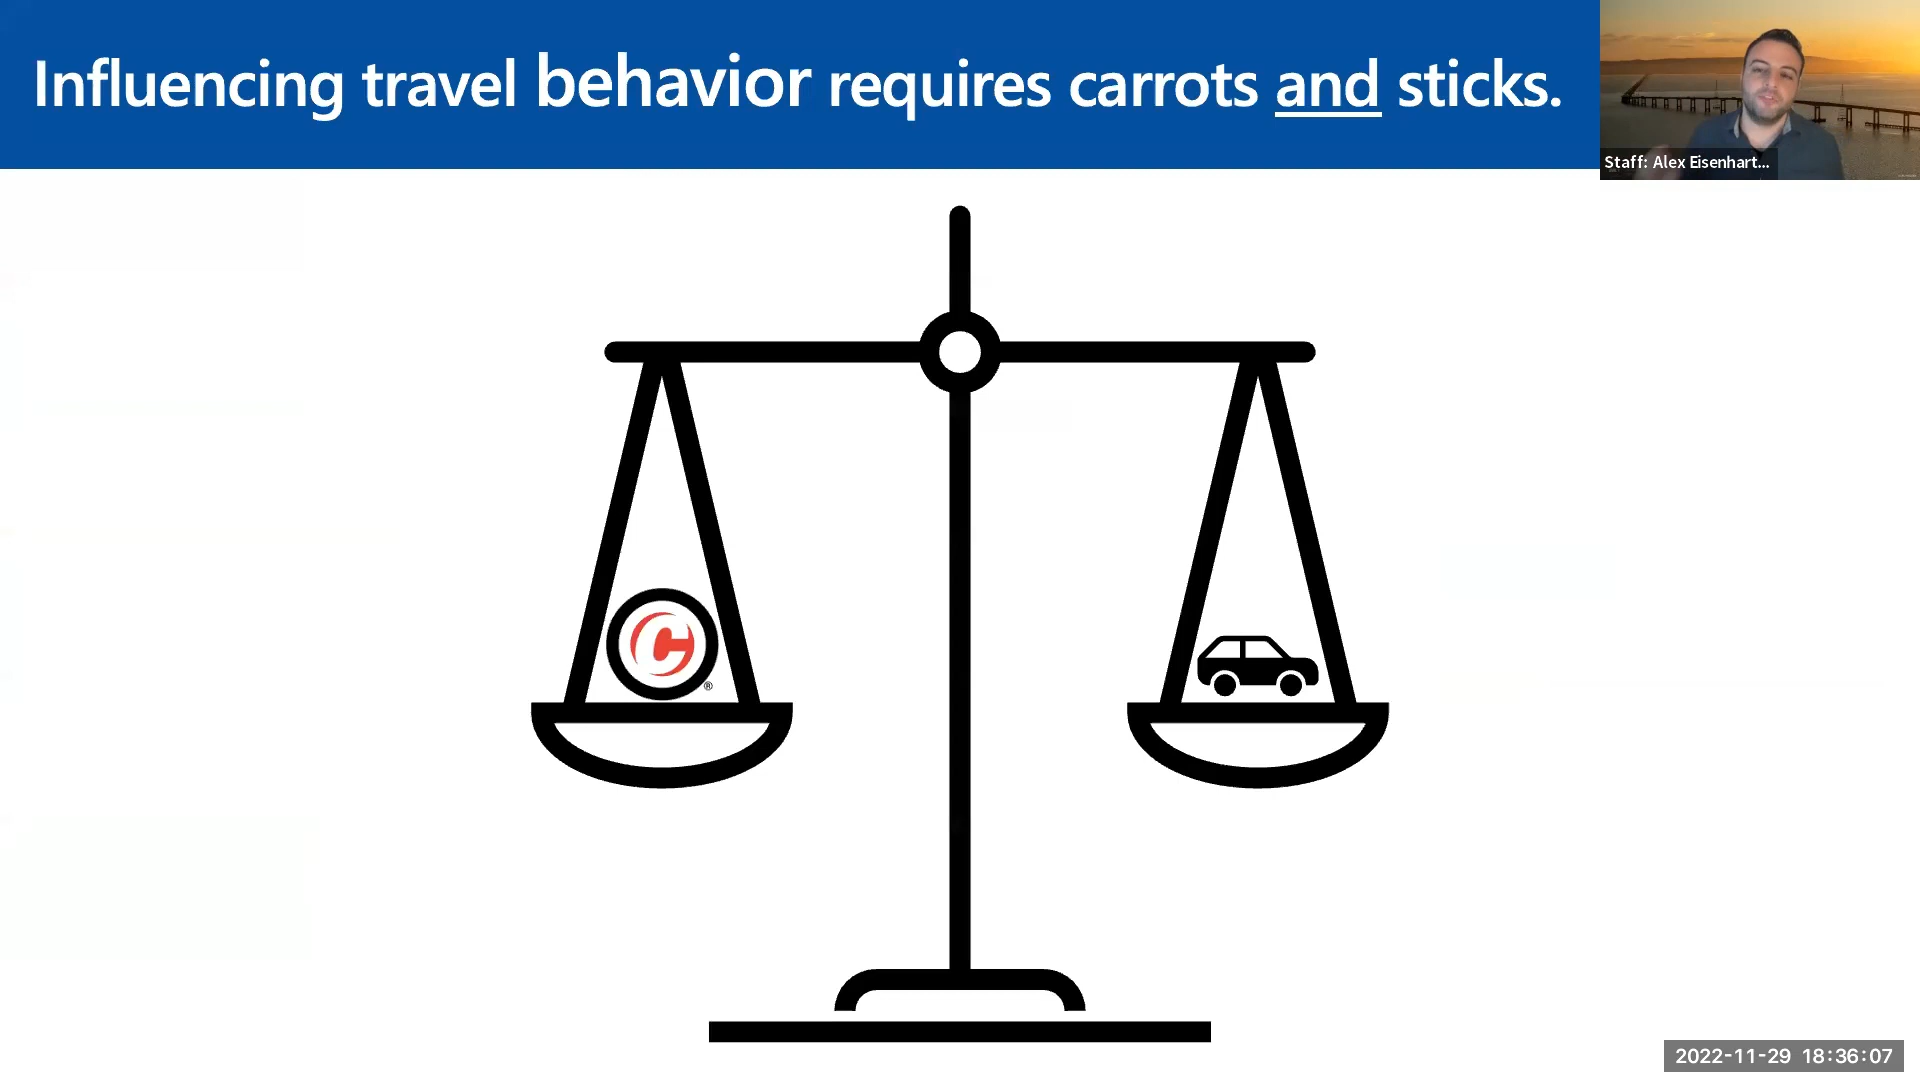 Influencing travel behavior requires carrots and sticks.
Staff: Alex Eisenhart...
C
®
2022-11-29 18:36:07